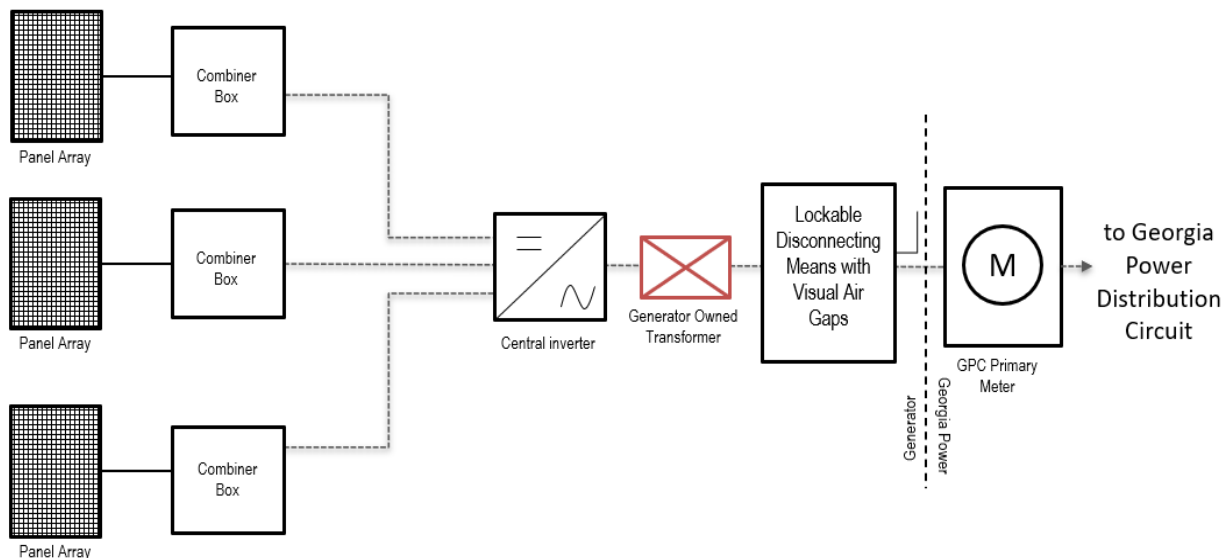 Combiner
Box
Panel Array
Combiner
Box
Panel Array
Combiner
Box
Panel Array
Central inverter
Generator Owned
Transformer
Lockable
Disconnecting
Means with
Visual Air
Gaps
Generator
Georgia Power
M
GPC Primary
Meter
to Georgia
Power
Distribution
Circuit